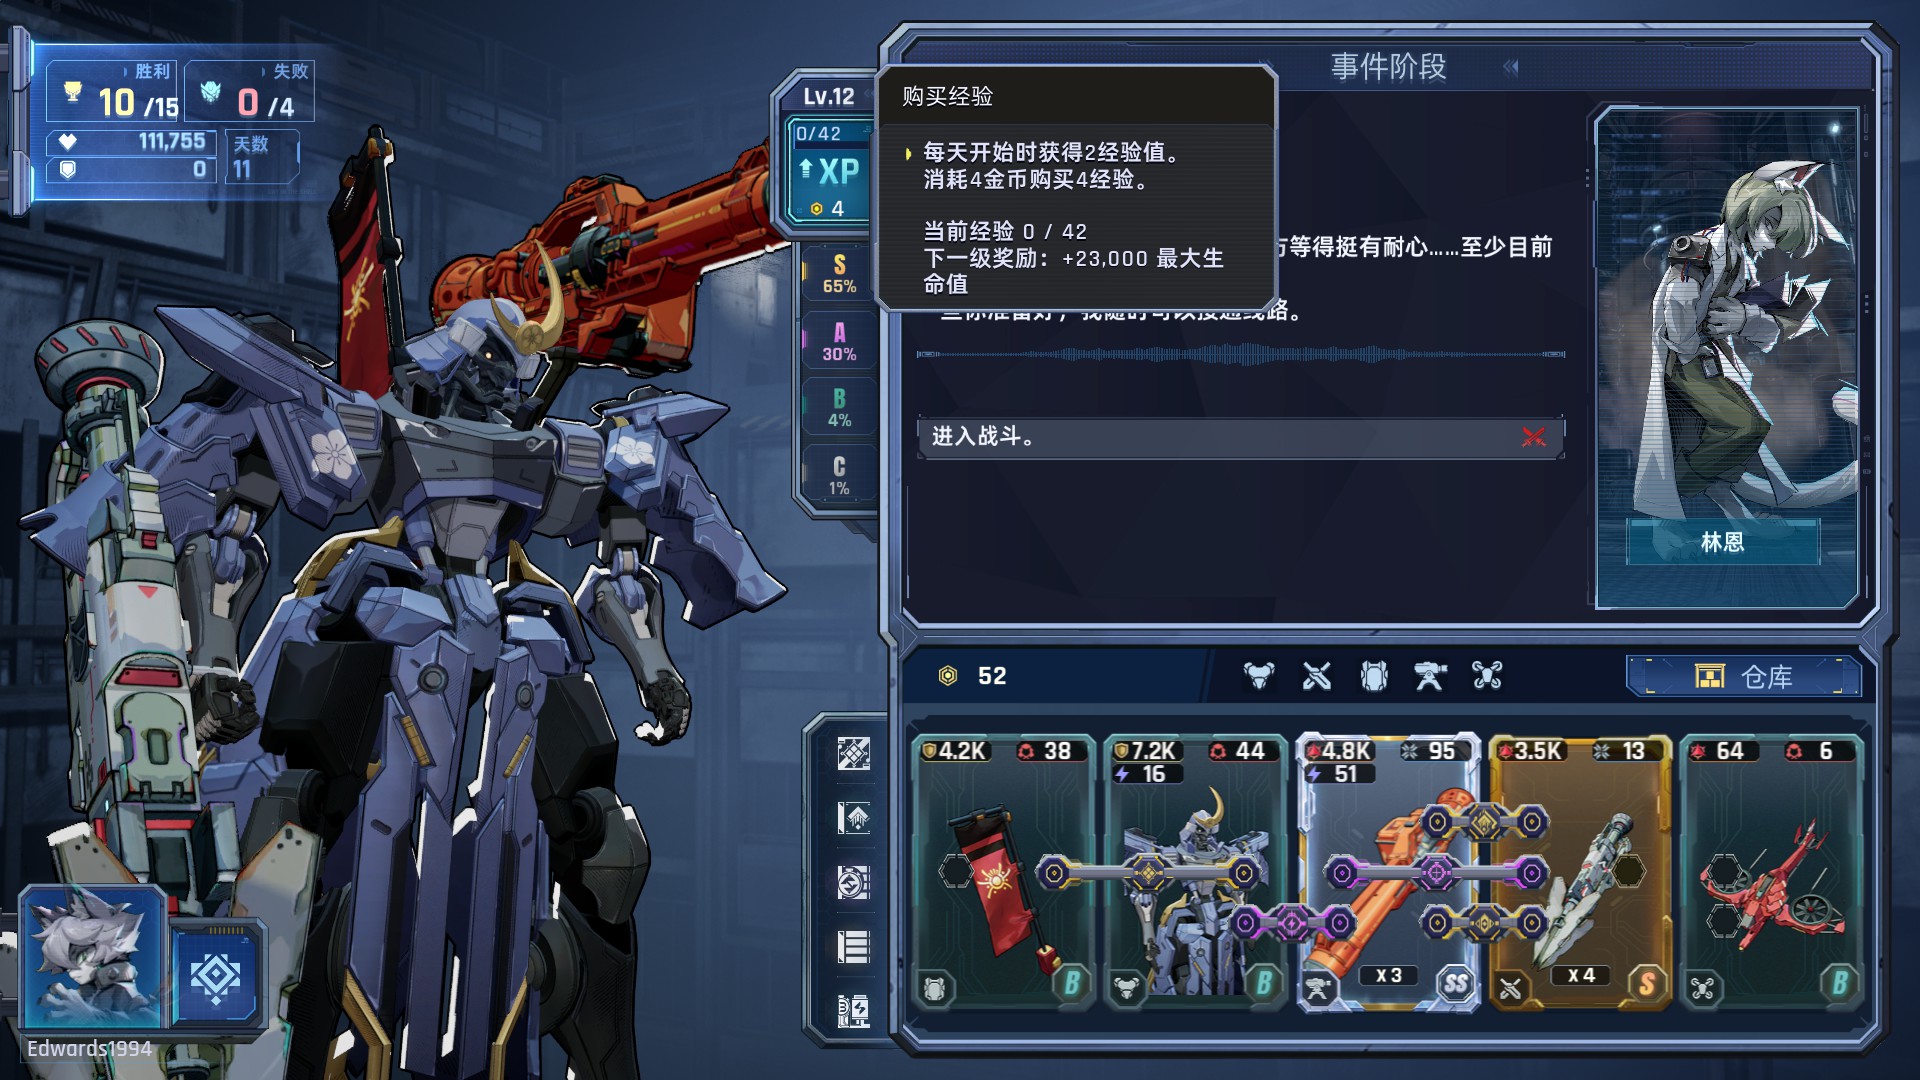 胜利
10 /15
失败
0 /4
111,755
0
天数
11
Lv.12
0/42
XP
4
S
65%
A
30%
B
4%
C
1%
购买经验
每天开始时获得2经验值。
消耗4金币购买4经验。
当前经验 0 / 42
下一级奖励: +23,000 最大生
命值
事件阶段
等得挺有耐心……至少目前
路。
进入战斗。
林恩
52
仓库
4.2K
38
B
7.2K
44
16
B
4.8K
95
51
x3
SS
3.5K
13
x4
S
64
6
B
Edwards1994